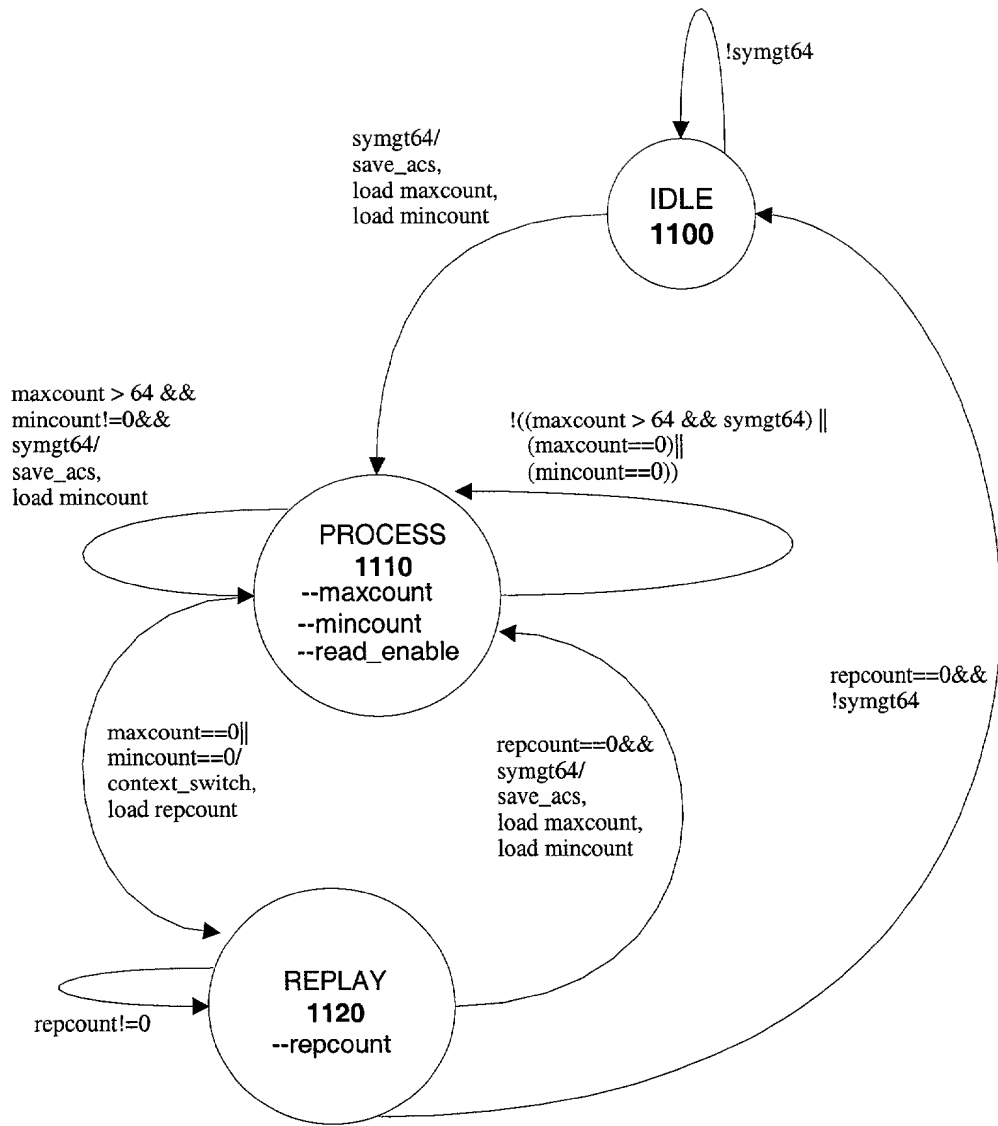 !symgt64
symgt64/
save_acs,
load maxcount,
load mincount
IDLE
1100
maxcount > 64 &&
mincount!=0&&
symgt64/
save_acs,
load mincount
!((maxcount > 64 && symgt64) ||
(maxcount==0)||
(mincount==0))
PROCESS
1110
--maxcount
--mincount
--read_enable
repcount==0&&
!symgt64
maxcount==0||
mincount==0/
context_switch,
load repcount
repcount==0&&
symgt64/
save_acs,
load maxcount,
load mincount
REPLAY
1120
--repcount
repcount!=0